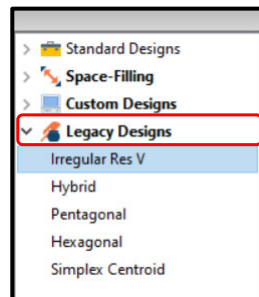 Standard Designs
Space-Filling
Custom Designs
Legacy Designs
Irregular Res V
Hybrid
Pentagonal
Hexagonal
Simplex Centroid